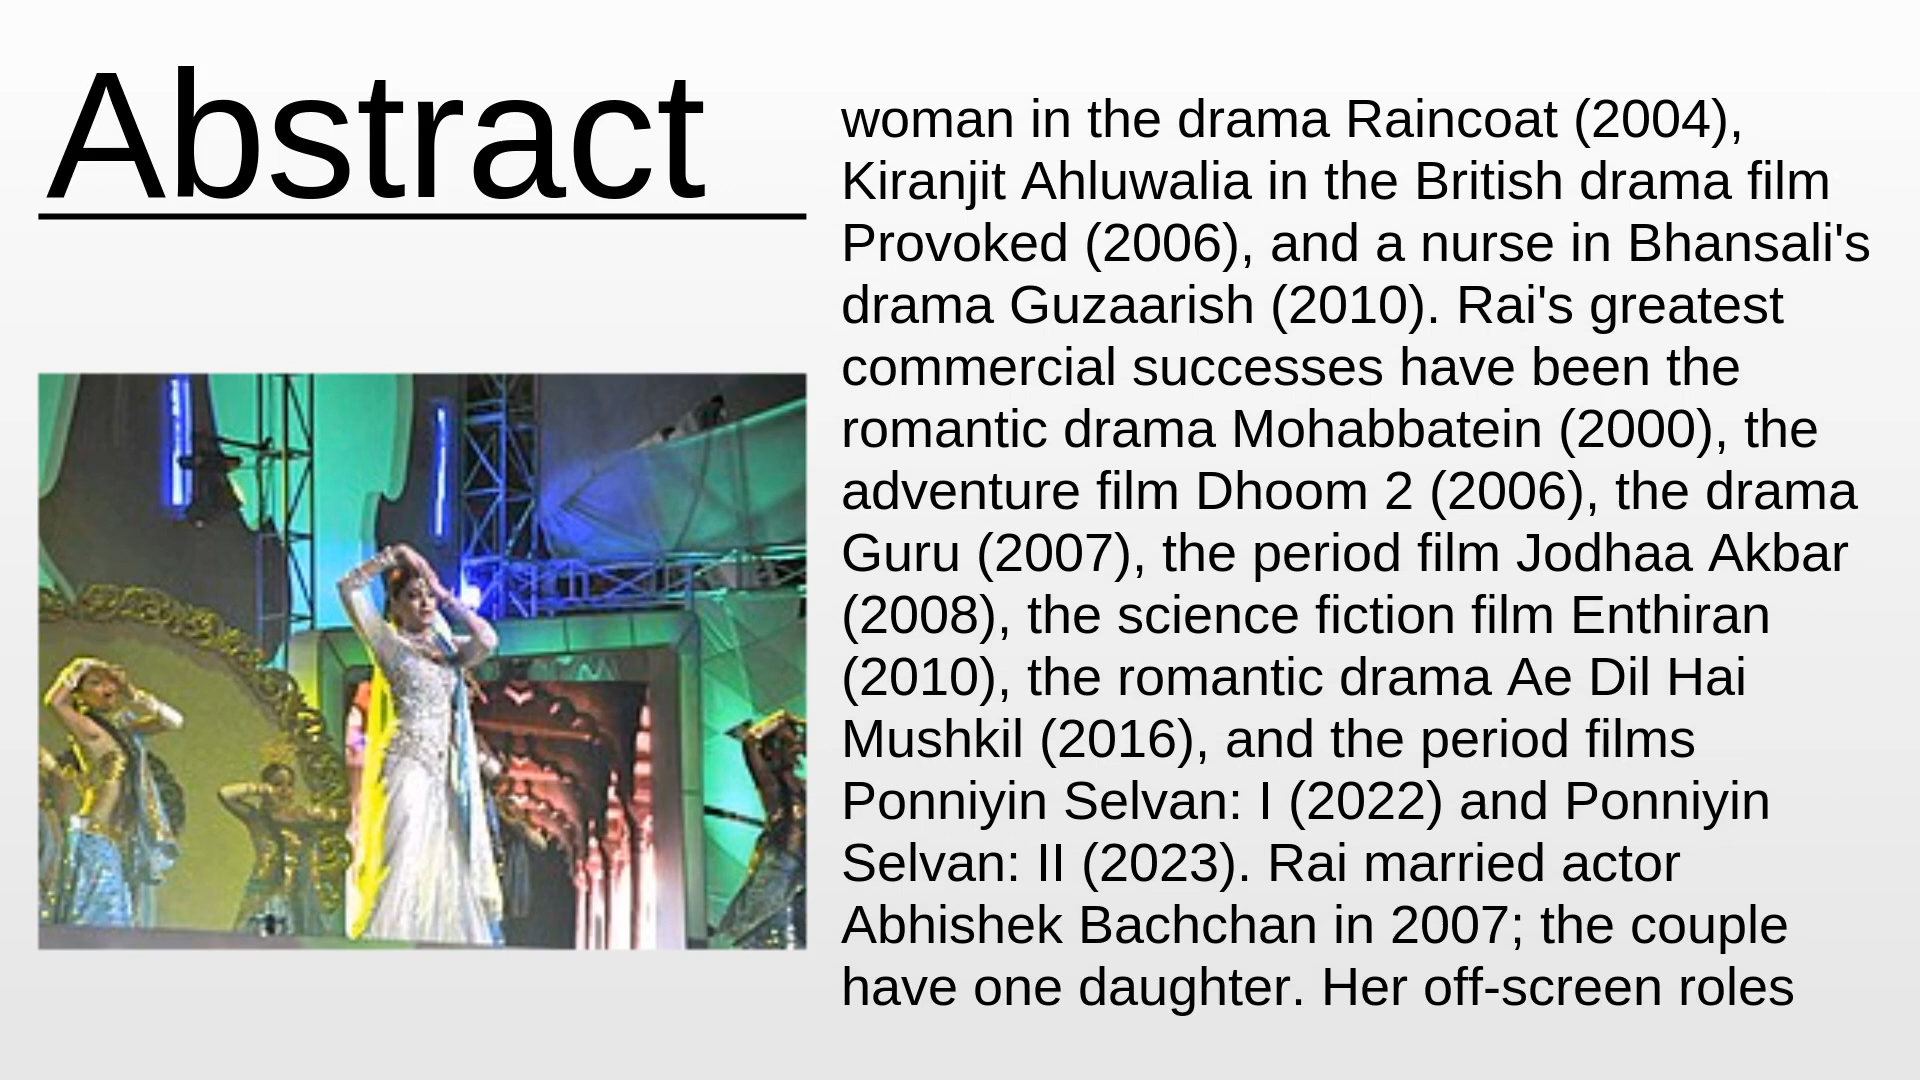 Abstract
woman in the drama Raincoat (2004),
Kiranjit Ahluwalia in the British drama film
Provoked (2006), and a nurse in Bhansali's
drama Guzaarish (2010). Rai's greatest
commercial successes have been the
romantic drama Mohabbatein (2000), the
adventure film Dhoom 2 (2006), the drama
Guru (2007), the period film Jodhaa Akbar
(2008), the science fiction film Enthiran
(2010), the romantic drama Ae Dil Hai
Mushkil (2016), and the period films
Ponniyin Selvan: I (2022) and Ponniyin
Selvan: II (2023). Rai married actor
Abhishek Bachchan in 2007; the couple
have one daughter. Her off-screen roles